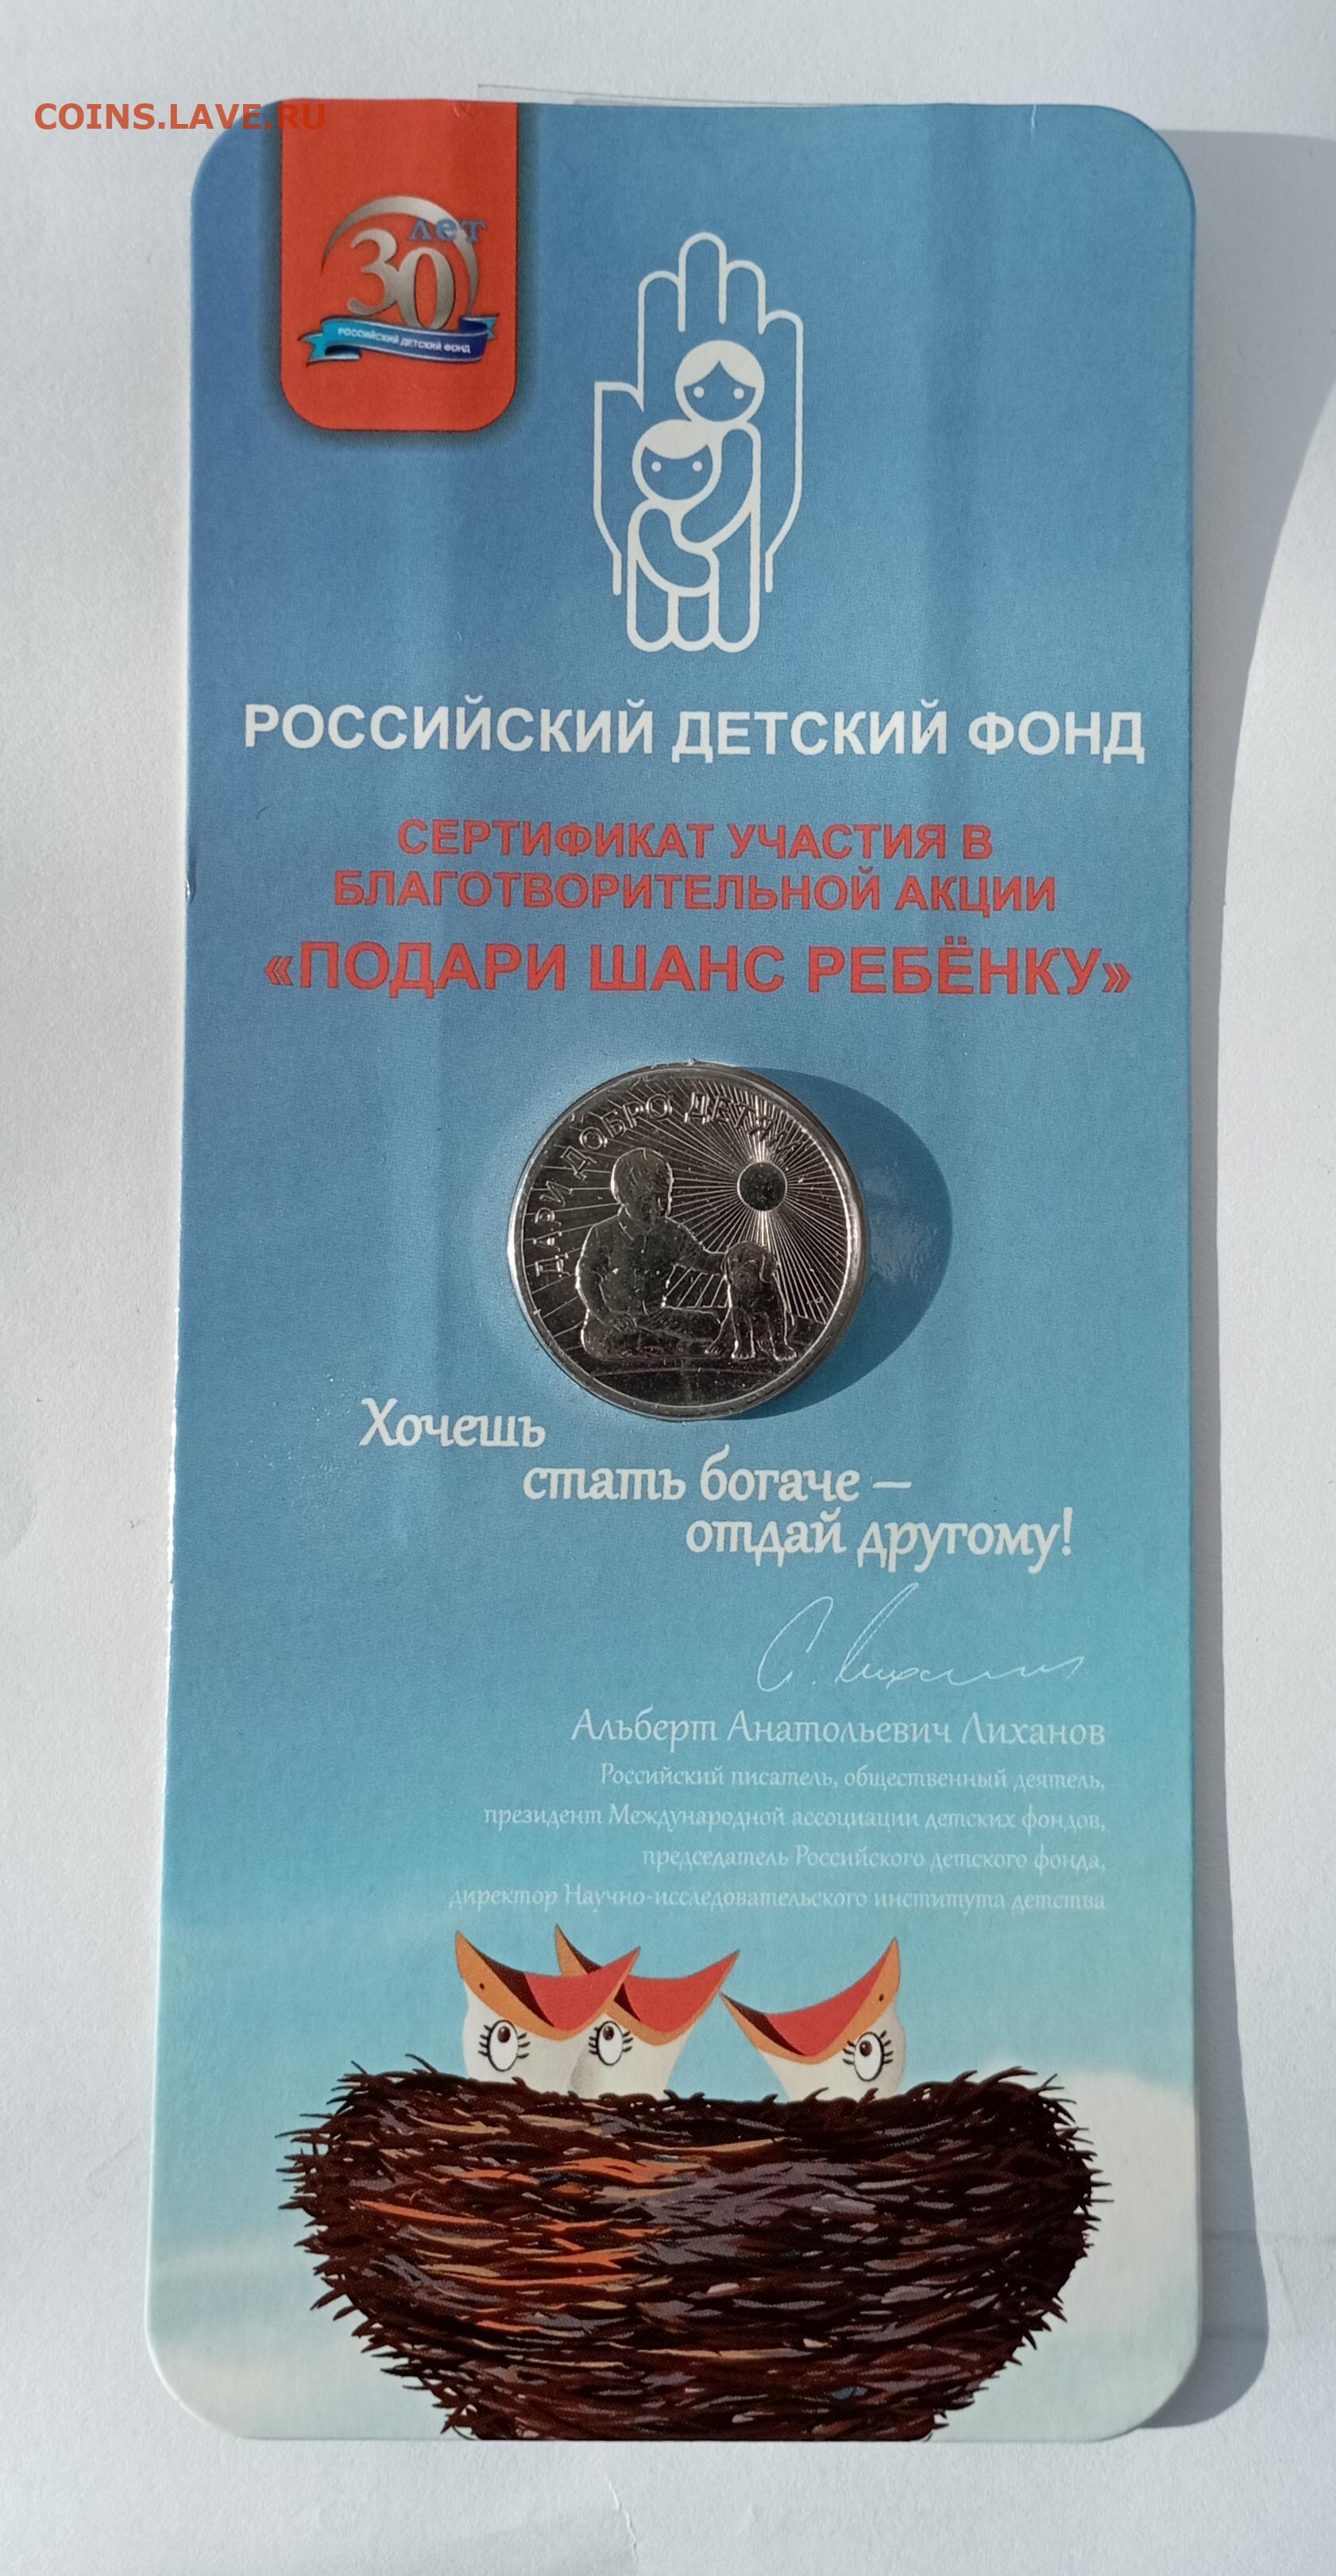 COINS.LAVE.RU
30 лет
РОССИЙСКИЙ ДЕТСКИЙ ФОНД
РОССИЙСКИЙ ДЕТСКИЙ ФОНД
СЕРТИФИКАТ УЧАСТИЯ В
БЛАГОТВОРИТЕЛЬНОЙ АКЦИИ
«ПОДАРИ ШАНС РЕБЁНКУ»
ДАРИ ДОБРО ДЕТЯМ
Хочешь
стать богаче –
отдай другому!
Альберт Анатольевич Лиханов
Российский писатель, общественный деятель,
президент Международной ассоциации детских фондов,
председатель Российского детского фонда,
директор Научно-исследовательского института детства